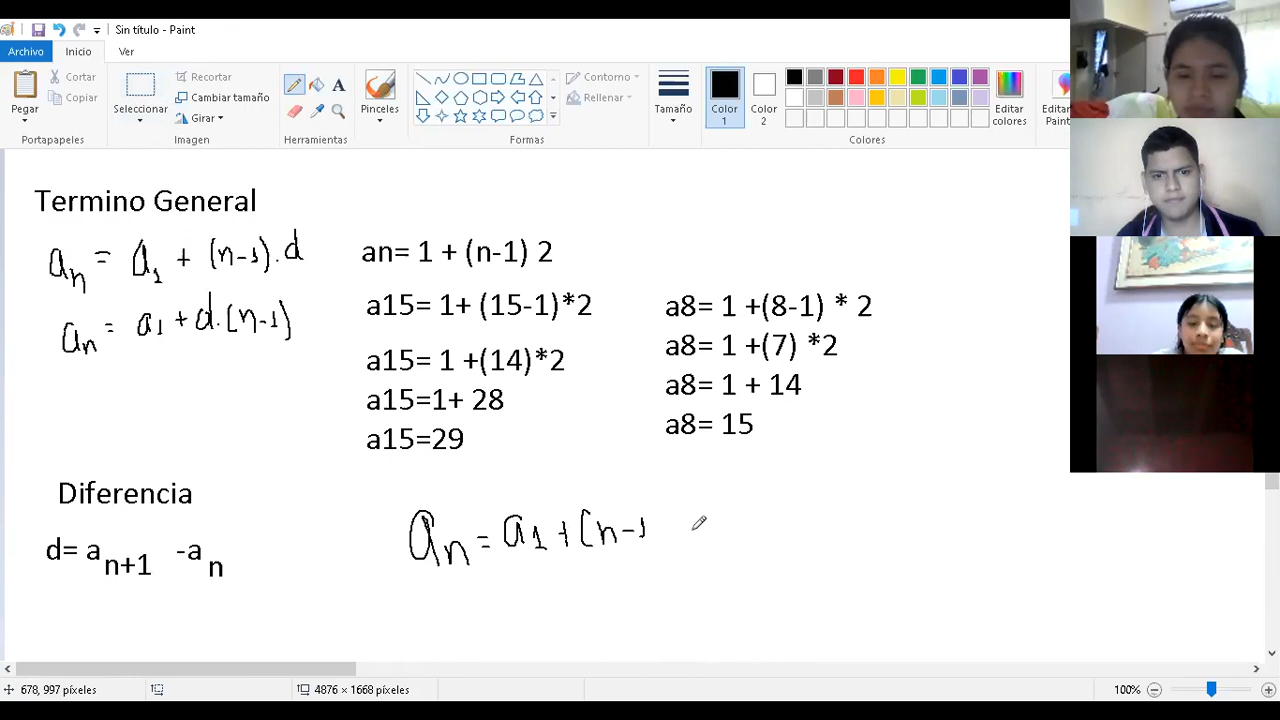 Sin título - Paint
Archivo
Inicio
Ver
Pegar
Cortar
Copiar
Portapapeles
Seleccionar
Recortar
Cambiar tamaño
Girar
Imagen
Herramientas
Pinceles
Contorno
Rellenar
Formas
Tamaño
Color 1
Color 2
Editar colores
Editar
Paint
Colores
Termino General
an = a1 + (n-1).d
an = a1 + d.(n-1)
an= 1 + (n-1) 2
a15= 1+ (15-1)*2
a15= 1 +(14)*2
a15=1+ 28
a15=29
a8= 1 +(8-1) * 2
a8= 1 +(7) *2
a8= 1 + 14
a8= 15
Diferencia
d= a n+1 -a n
an = a1 + (n-1
678, 997 píxeles
4876 × 1668 píxeles
100%